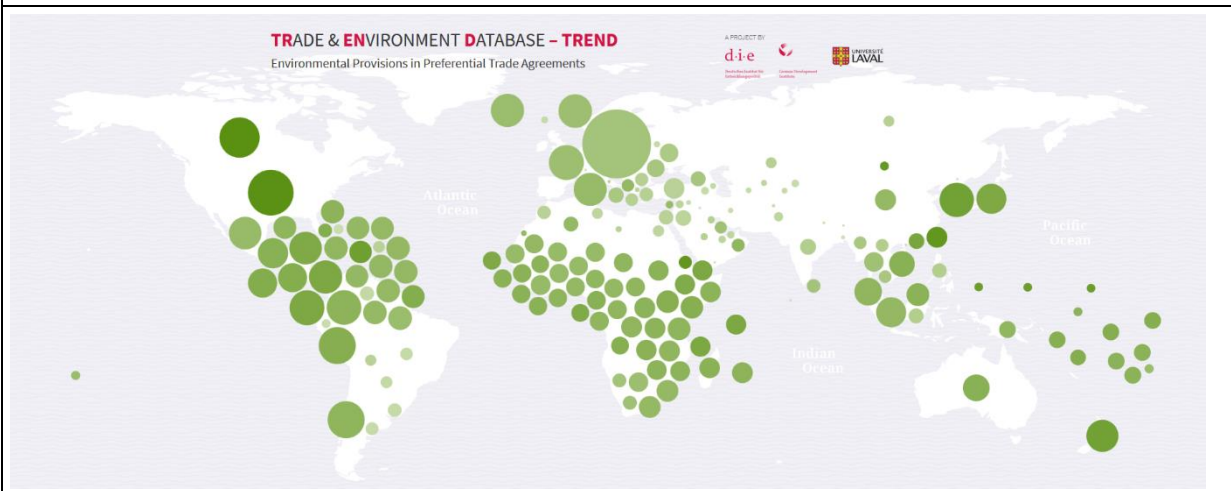 TRADE & ENVIRONMENT DATABASE – TREND
Environmental Provisions in Preferential Trade Agreements
A PROJECT BY
d·i·e
UNIVERSITÉ
LAVAL
Atlantic
Ocean
Pacific
Ocean
Indian
Ocean